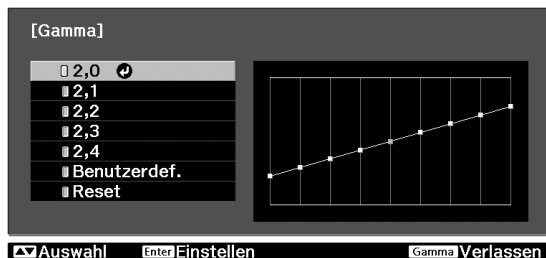 [Gamma]
2,0
2,1
2,2
2,3
2,4
Benutzerdef.
Reset
Auswahl Enter Einstellen Gamma Verlassen